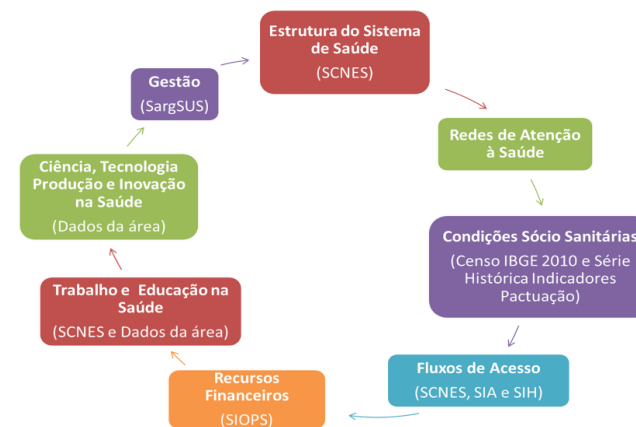 Estrutura do Sistema
de Saúde
(SCNES)
Redes de Atenção
à Saúde
Condições Sócio Sanitárias
(Censo IBGE 2010 e Série
Histórica Indicadores
Pactuação)
Fluxos de Acesso
(SCNES, SIA e SIH)
Recursos
Financeiros
(SIOPS)
Trabalho e Educação na
Saúde
(SCNES e Dados da área)
Ciência, Tecnologia
Produção e Inovação
na Saúde
(Dados da área)
Gestão
(SargSUS)